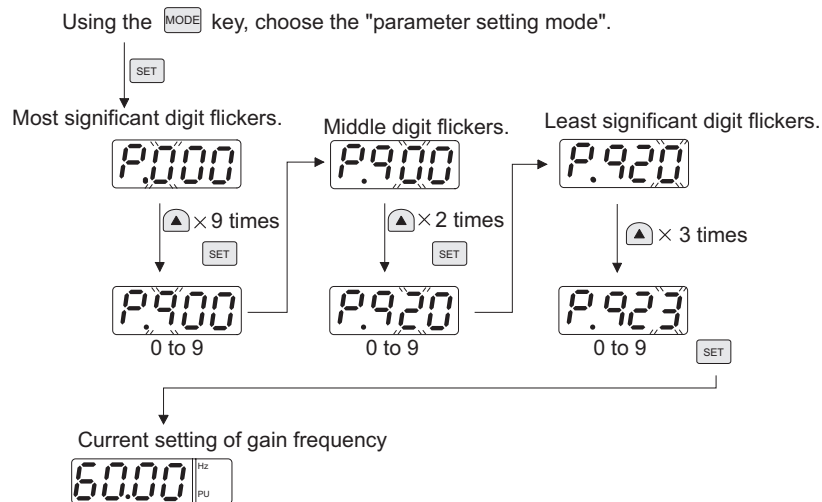 Using the MODE key, choose the "parameter setting mode".
SET
Most significant digit flickers.
Middle digit flickers.
Least significant digit flickers.
P.000
P.900
P.920
▲ × 9 times
SET
▲ × 2 times
SET
▲ × 3 times
P.900
P.920
P.923
0 to 9
0 to 9
0 to 9
SET
Current setting of gain frequency
60.00
Hz
PU